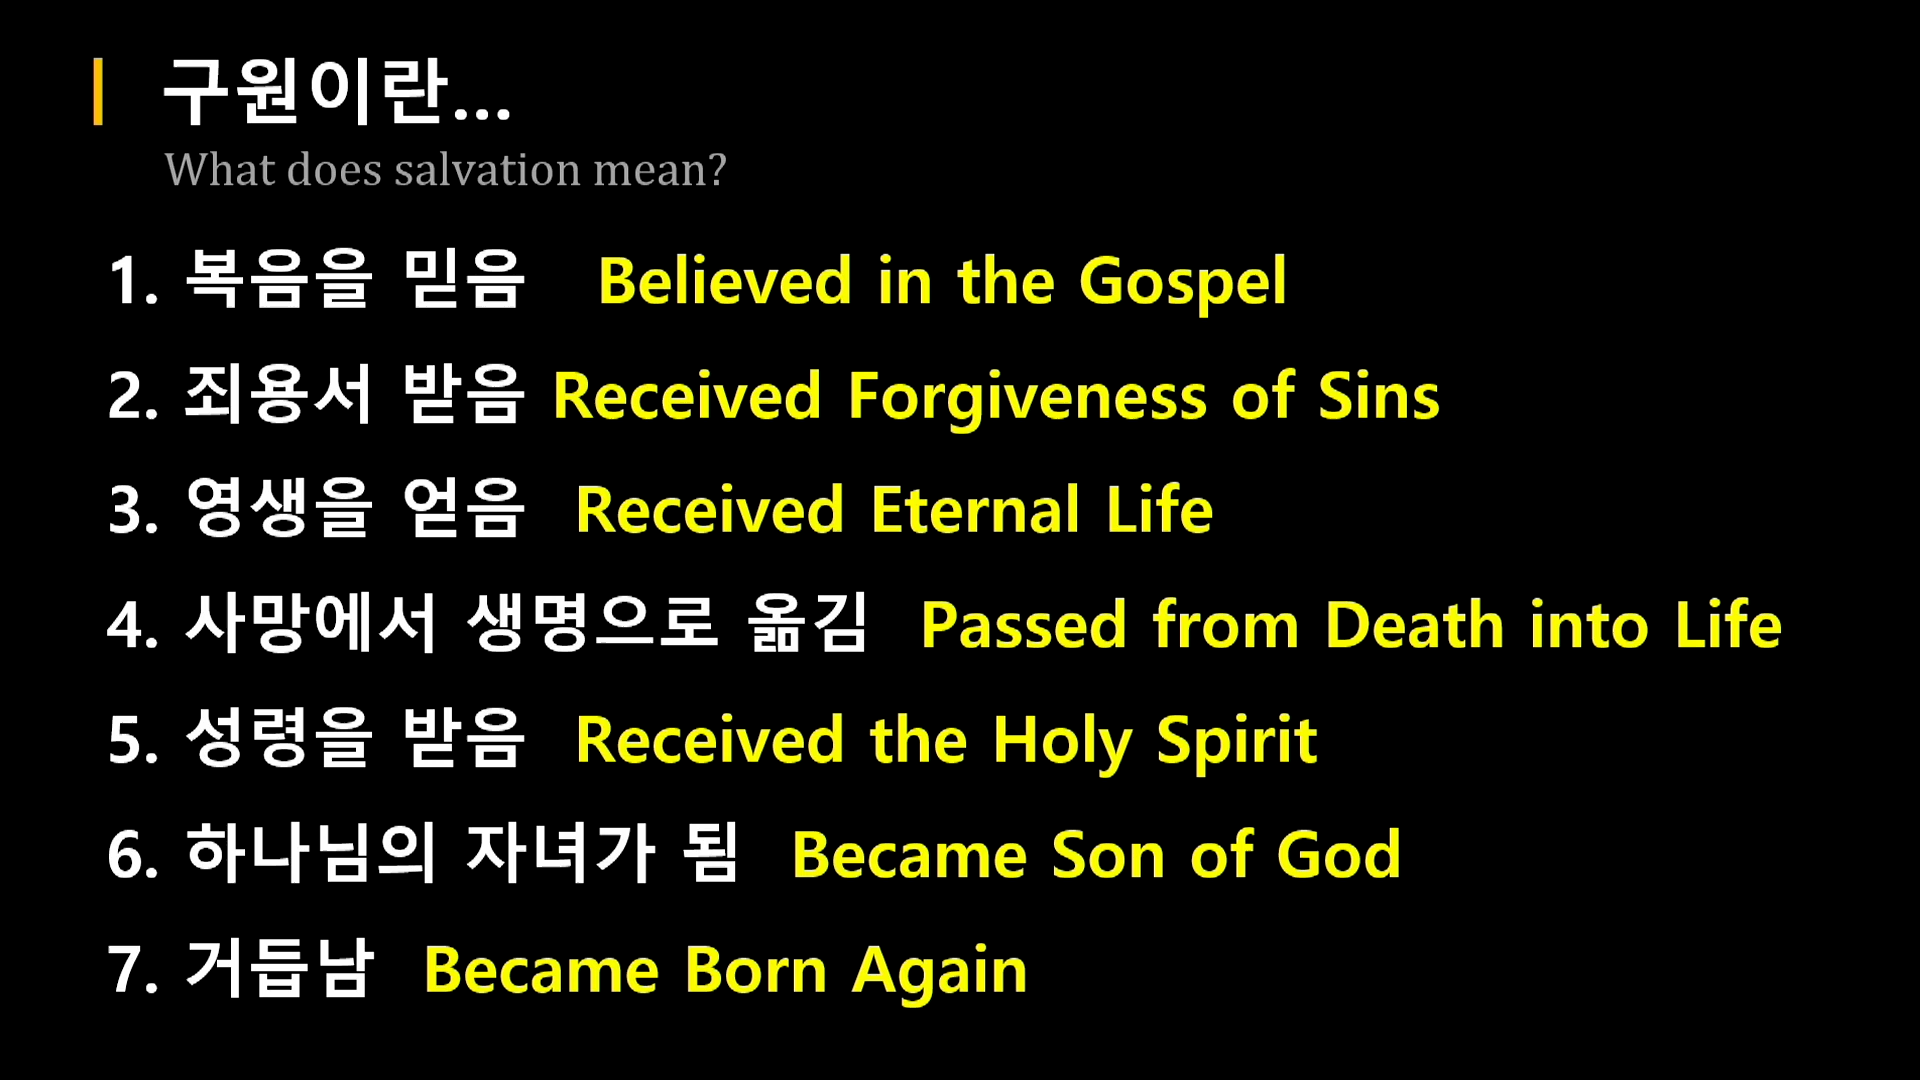 구원이란...
What does salvation mean?
1. 복음을 믿음 Believed in the Gospel
2. 죄용서 받음 Received Forgiveness of Sins
3. 영생을 얻음 Received Eternal Life
4. 사망에서 생명으로 옮김 Passed from Death into Life
5. 성령을 받음 Received the Holy Spirit
6. 하나님의 자녀가 됨 Became Son of God
7. 거듭남 Became Born Again